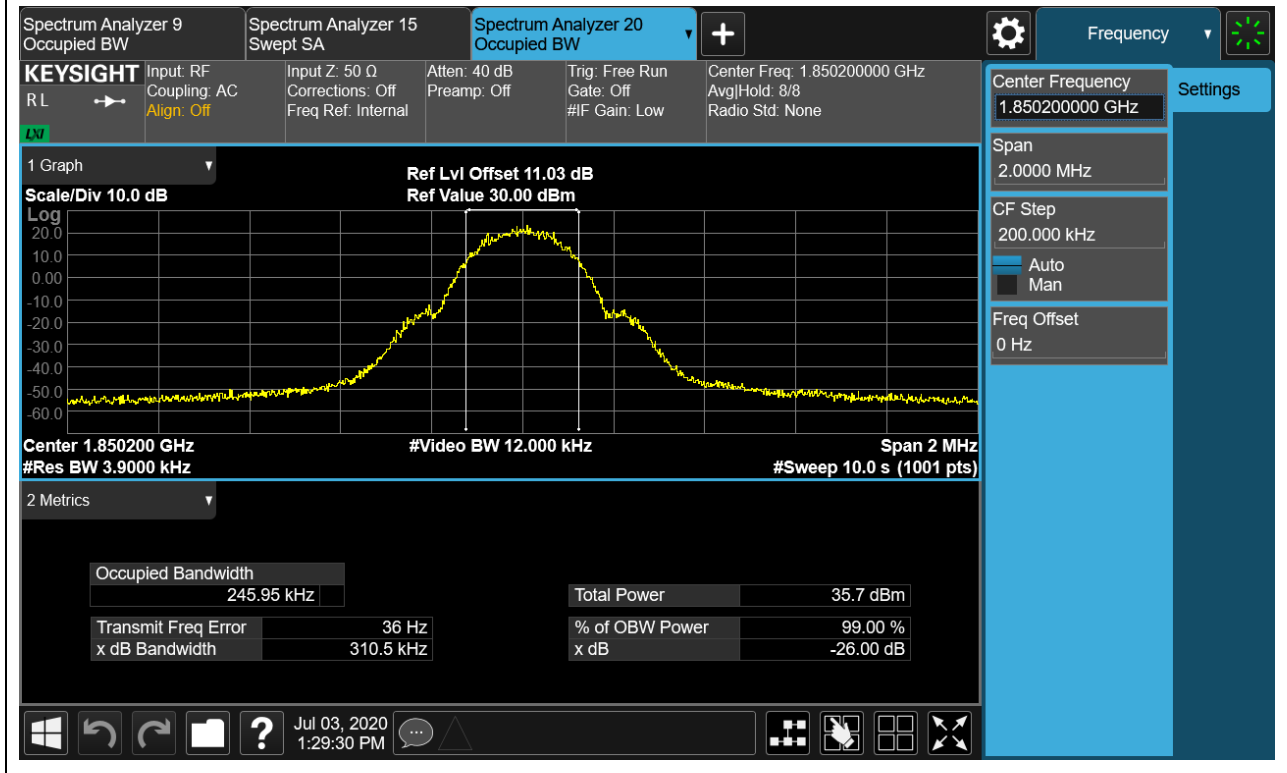 Spectrum Analyzer 9
Occupied BW
Spectrum Analyzer 15
Swept SA
Spectrum Analyzer 20
Occupied BW
Frequency
KEYSIGHT
R L
LXI
Input: RF
Coupling: AC
Align: Off
Input Z: 50 Ω
Corrections: Off
Freq Ref: Internal
Atten: 40 dB
Preamp: Off
Trig: Free Run
Gate: Off
#IF Gain: Low
Center Freq: 1.850200000 GHz
Avg|Hold: 8/8
Radio Std: None
Center Frequency
1.850200000 GHz
Settings
Span
2.0000 MHz
CF Step
200.000 kHz
Auto
Man
Freq Offset
0 Hz
1 Graph
Scale/Div 10.0 dB
Ref Lvl Offset 11.03 dB
Ref Value 30.00 dBm
Log
20.0
10.0
0.00
-10.0
-20.0
-30.0
-40.0
-50.0
-60.0
Center 1.850200 GHz
#Video BW 12.000 kHz
Span 2 MHz
#Res BW 3.9000 kHz
#Sweep 10.0 s (1001 pts)
2 Metrics
Occupied Bandwidth
245.95 kHz
Total Power 35.7 dBm
Transmit Freq Error 36 Hz
% of OBW Power 99.00 %
x dB Bandwidth 310.5 kHz
x dB -26.00 dB
?
Jul 03, 2020
1:29:30 PM